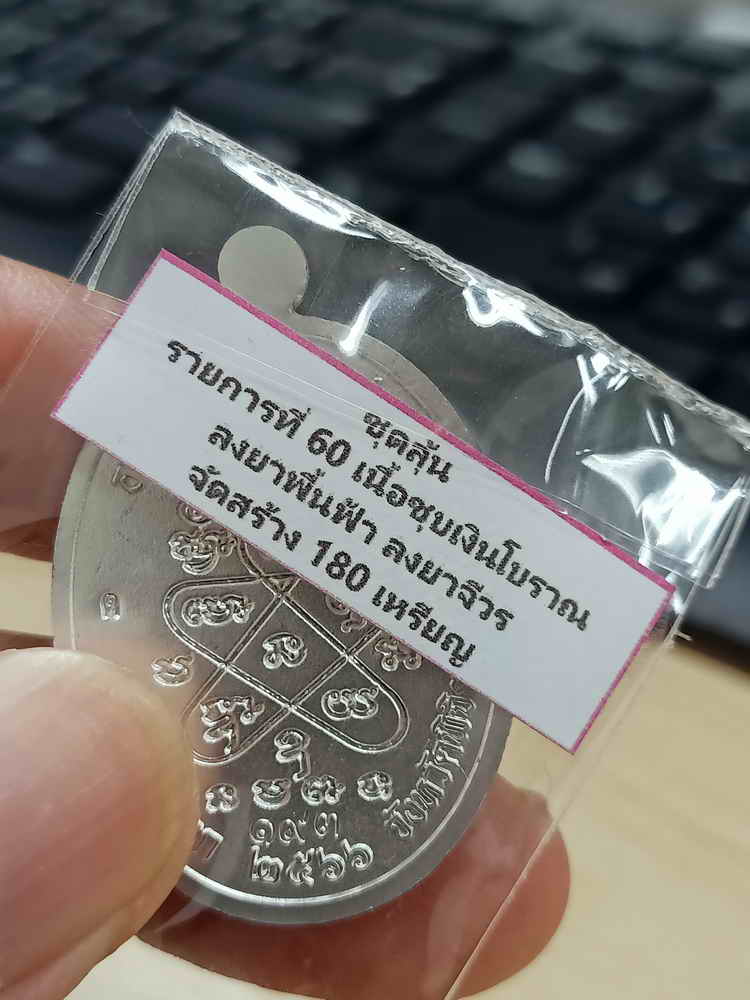 ชุดลุ้น
รายการที่ 60 เนื้อชุบเงินโบราณ
ลงยาพื้นฟ้า ลงยาจีวร
จัดสร้าง 180 เหรียญ
๑๙๓
๒๕๖๖